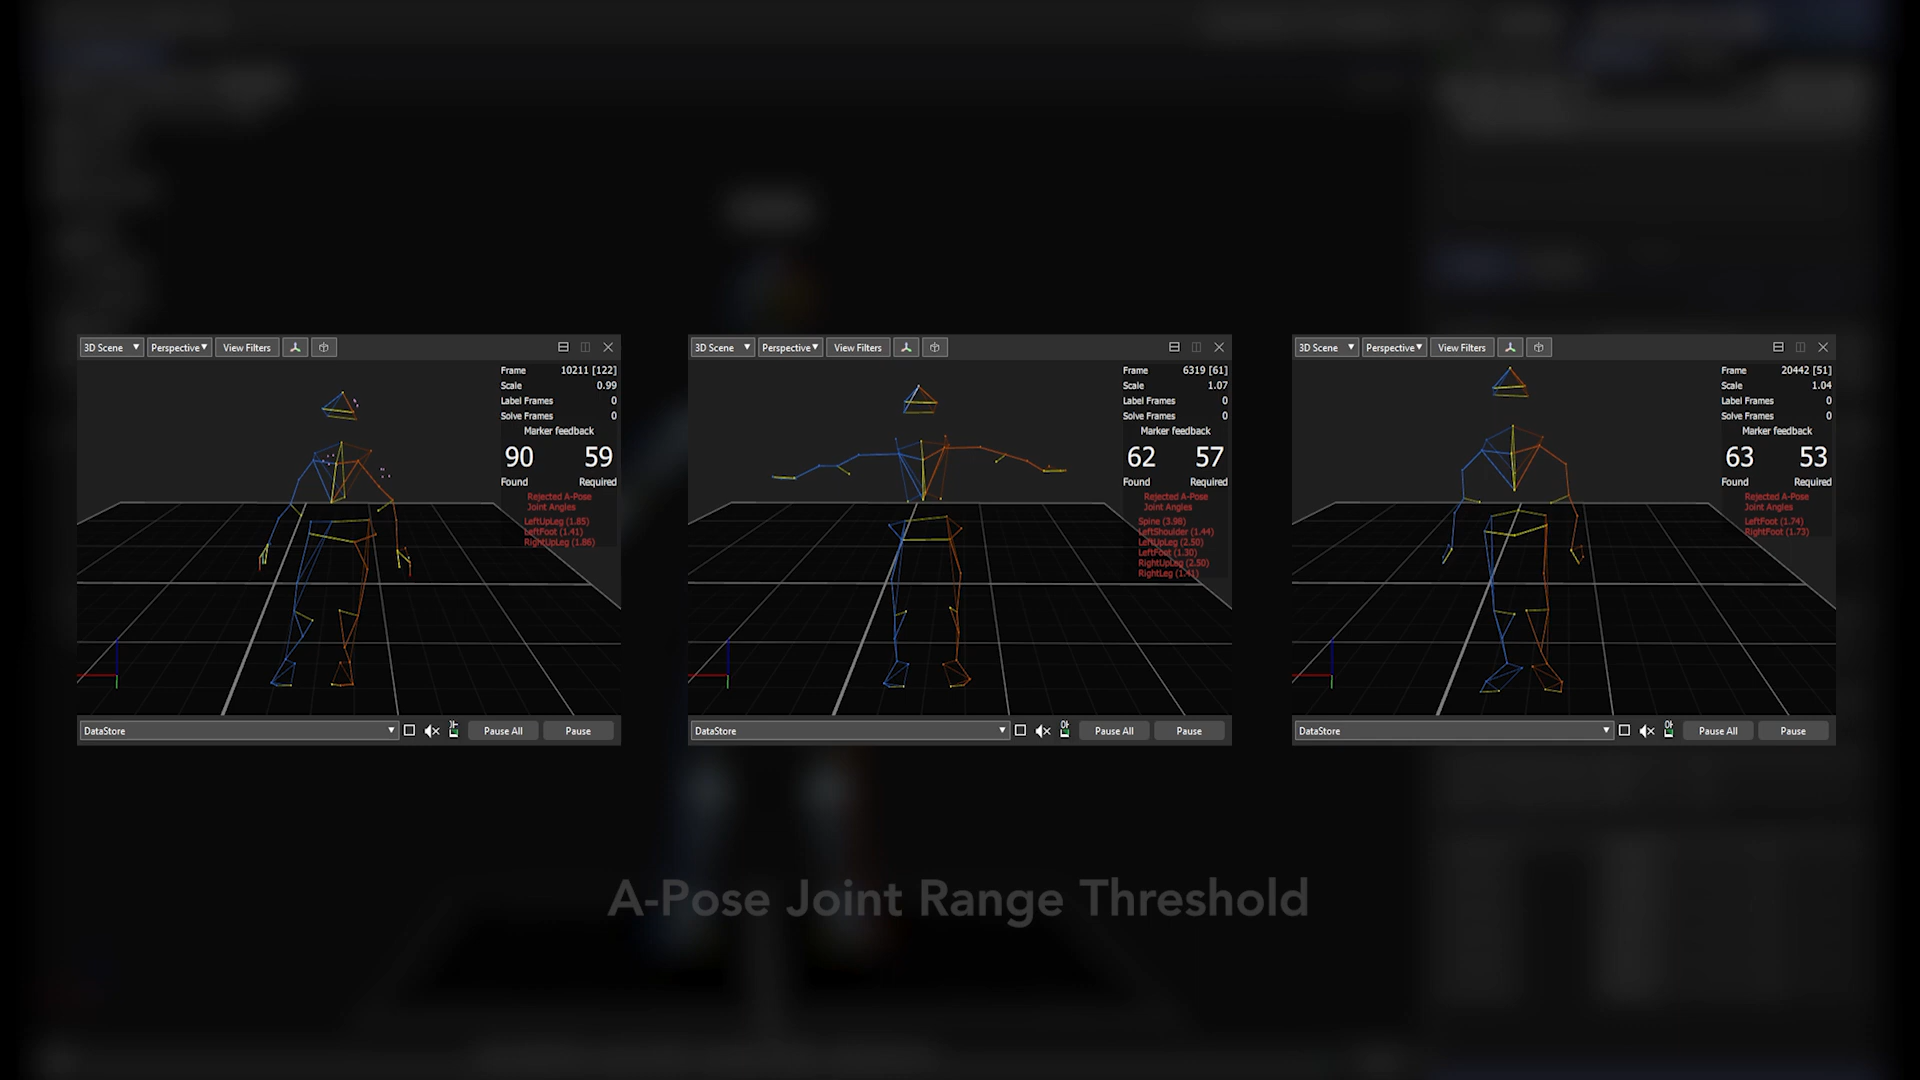 3D Scene ▼ Perspective▼ View Filters
Frame 10211 [122]
Scale 0.99
Label Frames 0
Solve Frames 0
Marker feedback
90 59
Found Required
Rejected A-Pose
Joint Angles
LeftUpLeg (1.85)
LeftFoot (1.41)
RightUpLeg (1.86)
DataStore ▼ Pause All Pause
3D Scene ▼ Perspective▼ View Filters
Frame 6319 [61]
Scale 1.07
Label Frames 0
Solve Frames 0
Marker feedback
62 57
Found Required
Rejected A-Pose
Joint Angles
Spine (3.98)
LeftShoulder (1.44)
LeftUpLeg (2.50)
LeftFoot (1.30)
RightUpLeg (2.50)
RightLeg (1.41)
DataStore ▼ Pause All Pause
3D Scene ▼ Perspective▼ View Filters
Frame 20442 [51]
Scale 1.04
Label Frames 0
Solve Frames 0
Marker feedback
63 53
Found Required
Rejected A-Pose
Joint Angles
LeftFoot (1.74)
RightFoot (1.73)
DataStore ▼ Pause All Pause
A-Pose Joint Range Threshold